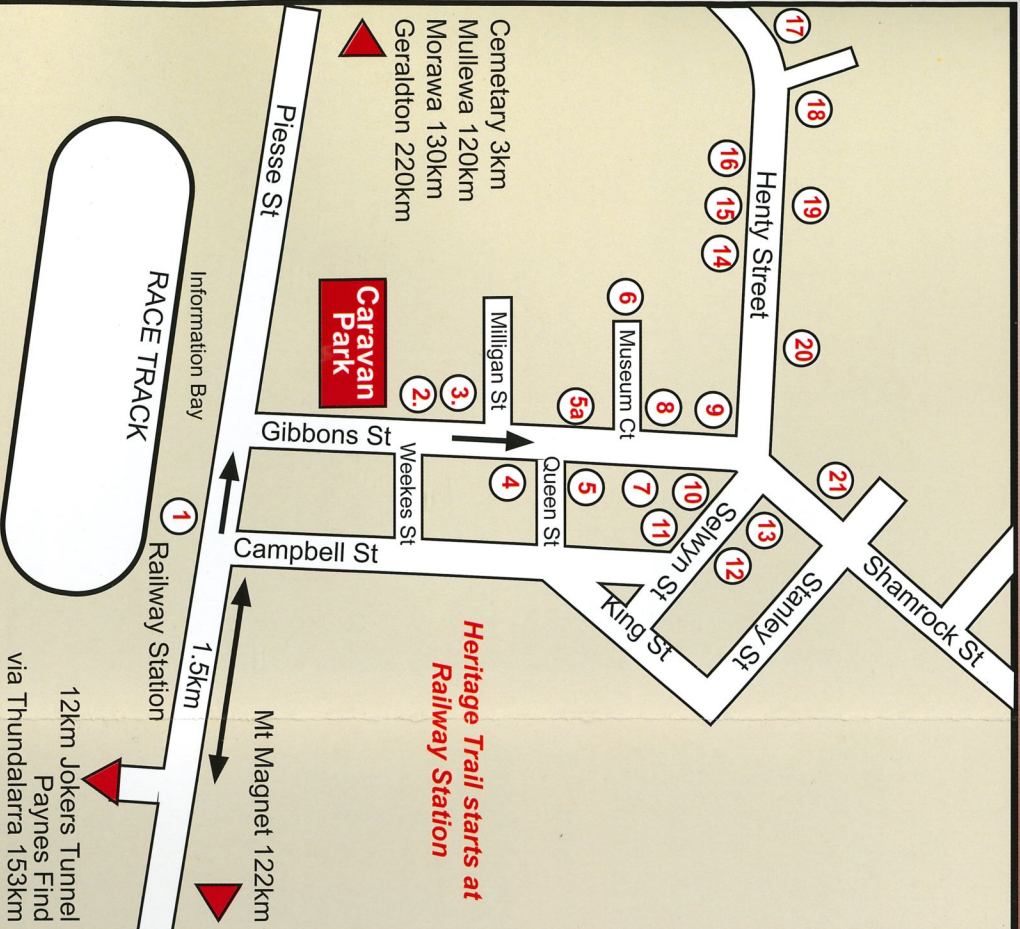 Shamrock St
21
17
18
19
20
Stanley St
Henty Street
13
12
16
15
14
9
10
Selwyn St
8
11
7
King St
6
Museum Ct
5a
5
Queen St
Milligan St
4
3.
2.
Weekes St
Cemetary 3km
Mullewa 120km
Morawa 130km
Geraldton 220km
Heritage Trail starts at
Railway Station
Caravan
Park
Gibbons St
Campbell St
Piesse St
Mt Magnet 122km
1.5km
Information Bay
1
Railway Station
RACE TRACK
12km Jokers Tunnel
Paynes Find
via Thundalarra 153km